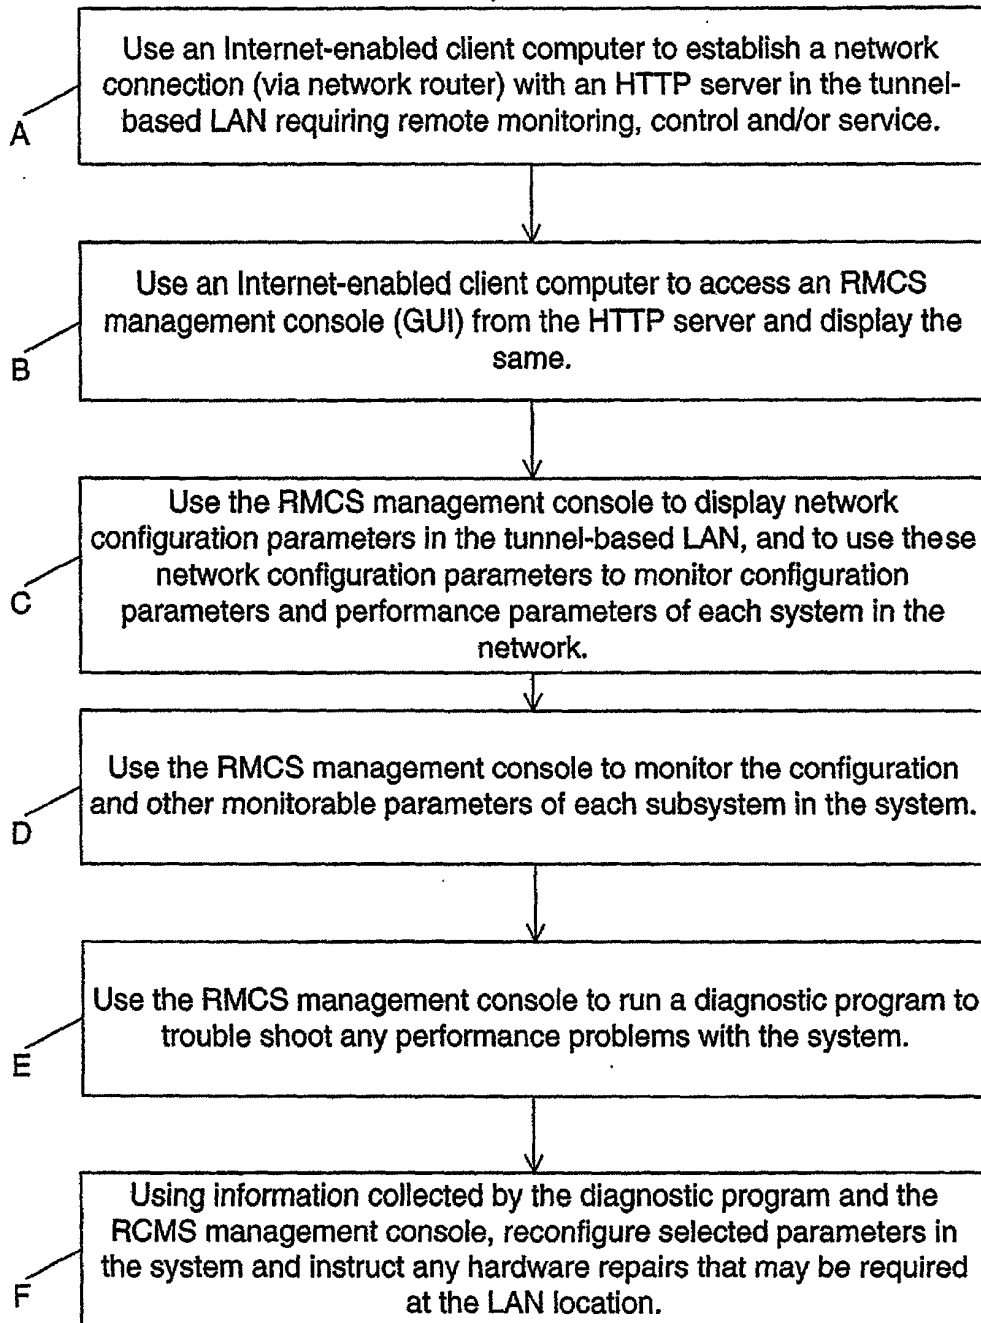 Use an Internet-enabled client computer to establish a network
connection (via network router) with an HTTP server in the tunnel-
based LAN requiring remote monitoring, control and/or service.
A
Use an Internet-enabled client computer to access an RMCS
management console (GUI) from the HTTP server and display the
same.
B
Use the RMCS management console to display network
configuration parameters in the tunnel-based LAN, and to use these
network configuration parameters to monitor configuration
parameters and performance parameters of each system in the
network.
C
Use the RMCS management console to monitor the configuration
and other monitorable parameters of each subsystem in the system.
D
Use the RMCS management console to run a diagnostic program to
trouble shoot any performance problems with the system.
E
Using information collected by the diagnostic program and the
RCMS management console, reconfigure selected parameters in
the system and instruct any hardware repairs that may be required
at the LAN location.
F